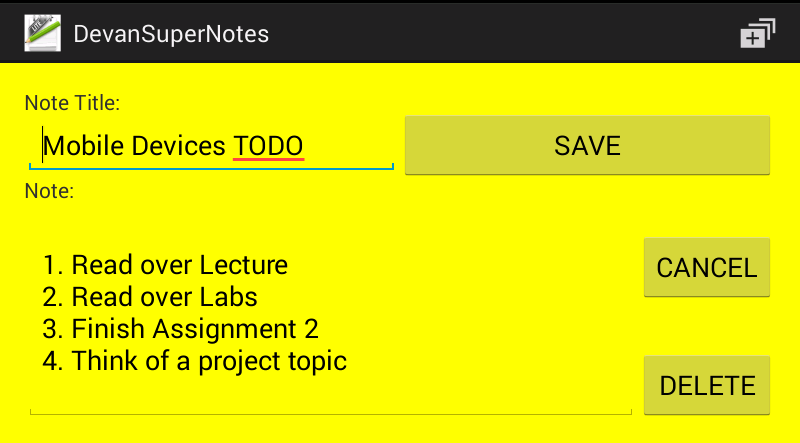 DevanSuperNotes
Note Title:
Mobile Devices TODO
SAVE
Note:
1. Read over Lecture
2. Read over Labs
3. Finish Assignment 2
4. Think of a project topic
CANCEL
DELETE